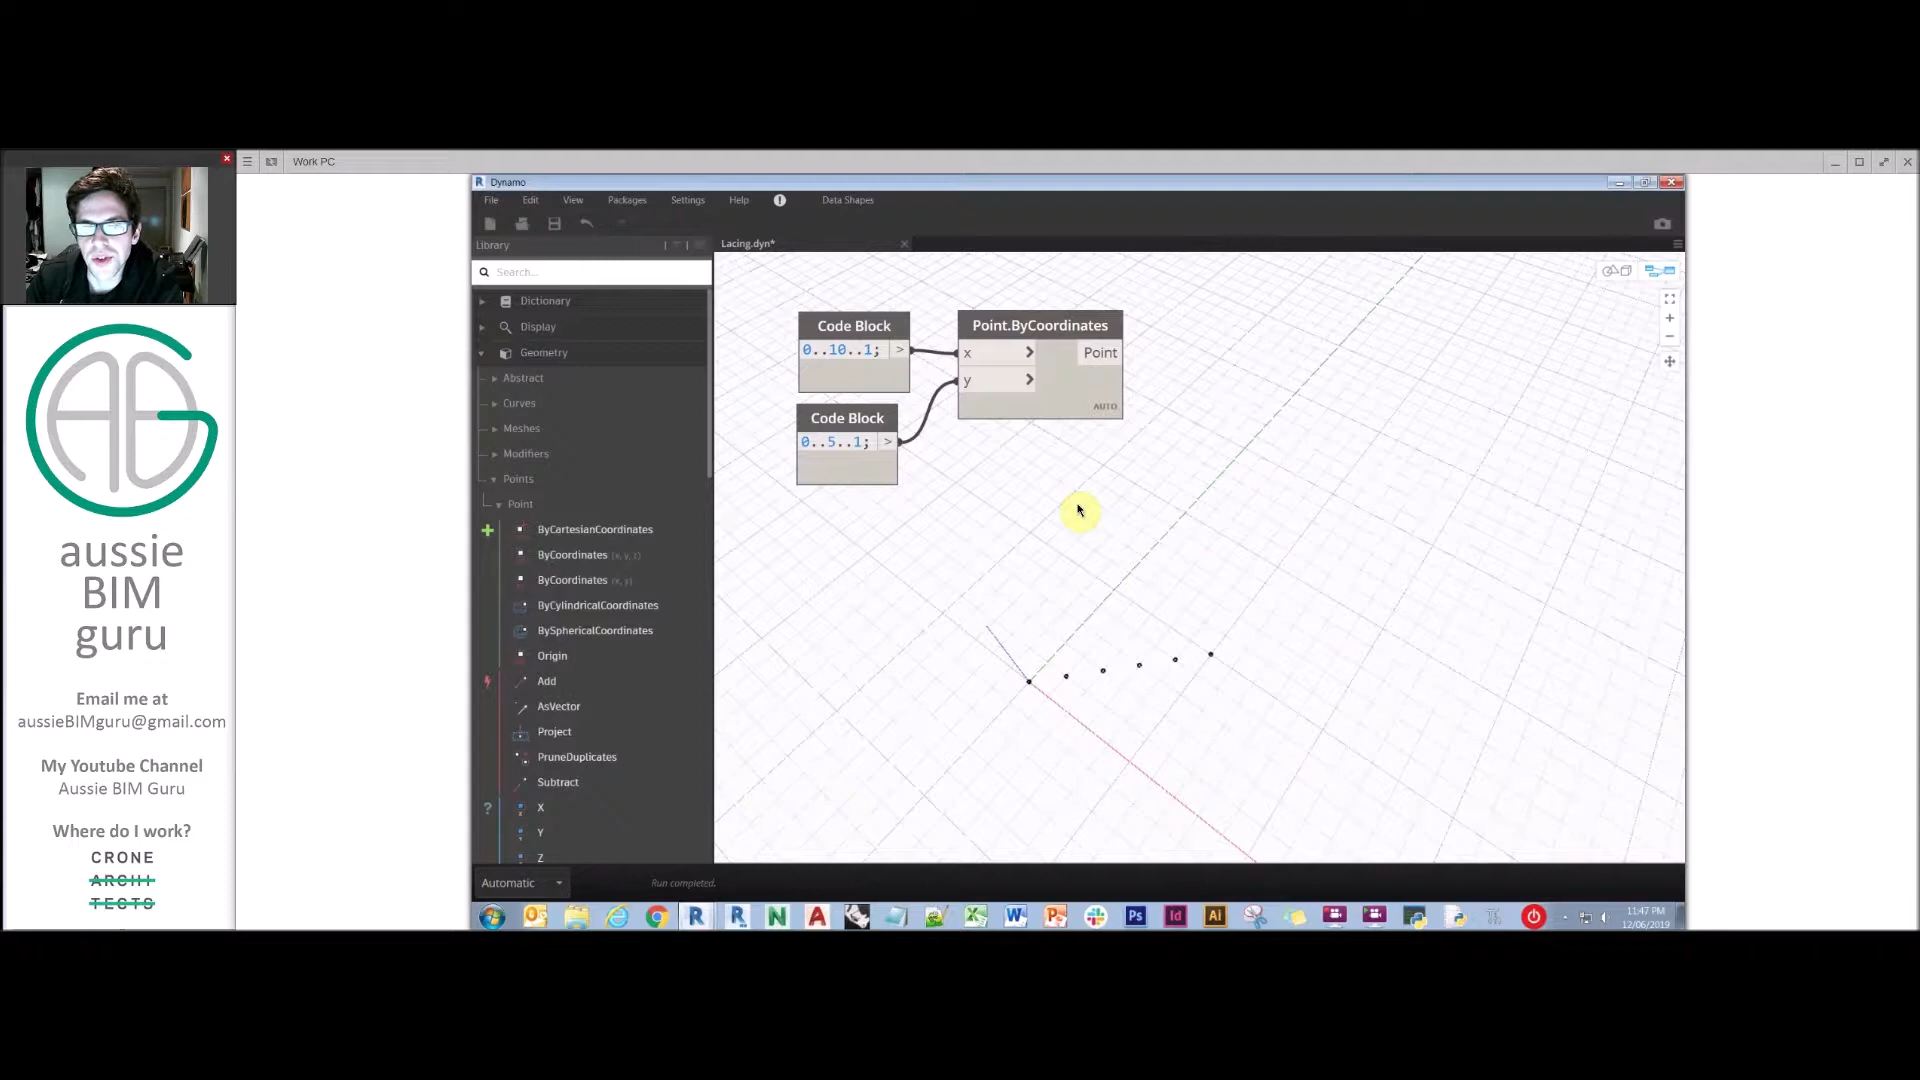 Work PC
Dynamo
File Edit View Packages Settings Help Data Shapes
Library
Lacing.dyn*
Search...
Dictionary
Display
Geometry
Abstract
Curves
Meshes
Modifiers
Points
Point
ByCartesianCoordinates
ByCoordinates (x, y, z)
ByCoordinates (x, y)
ByCylindricalCoordinates
BySphericalCoordinates
Origin
Add
AsVector
Project
PruneDuplicates
Subtract
X
Y
Z
Code Block
0..10..1; >
Code Block
0..5..1; >
Point.ByCoordinates
x > Point
y >
AUTO
Automatic
Run completed.
11:47 PM
12/06/2019
aussie
BIM
guru
Email me at
aussieBIMguru@gmail.com
My Youtube Channel
Aussie BIM Guru
Where do I work?
CRONE
ARCHI
TECTS